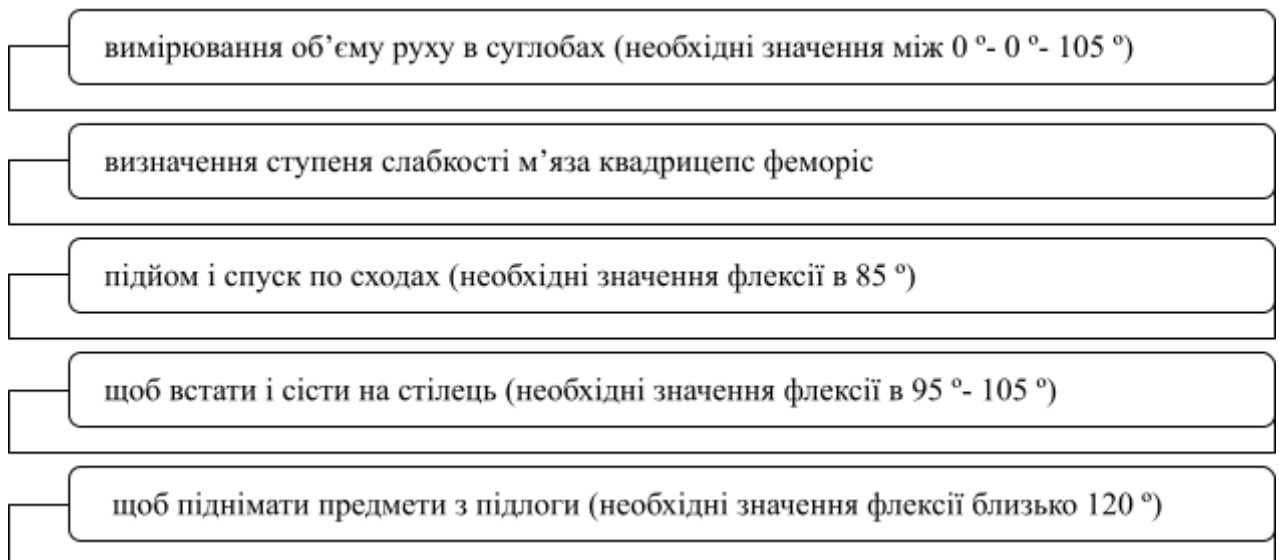 вимірювання об’єму руху в суглобах (необхідні значення між 0 º- 0 º- 105 º)
визначення ступеня слабкості м’яза квадрицепс феморіс
підйом і спуск по сходах (необхідні значення флексії в 85 º)
щоб встати і сісти на стілець (необхідні значення флексії в 95 º- 105 º)
щоб піднімати предмети з підлоги (необхідні значення флексії близько 120 º)